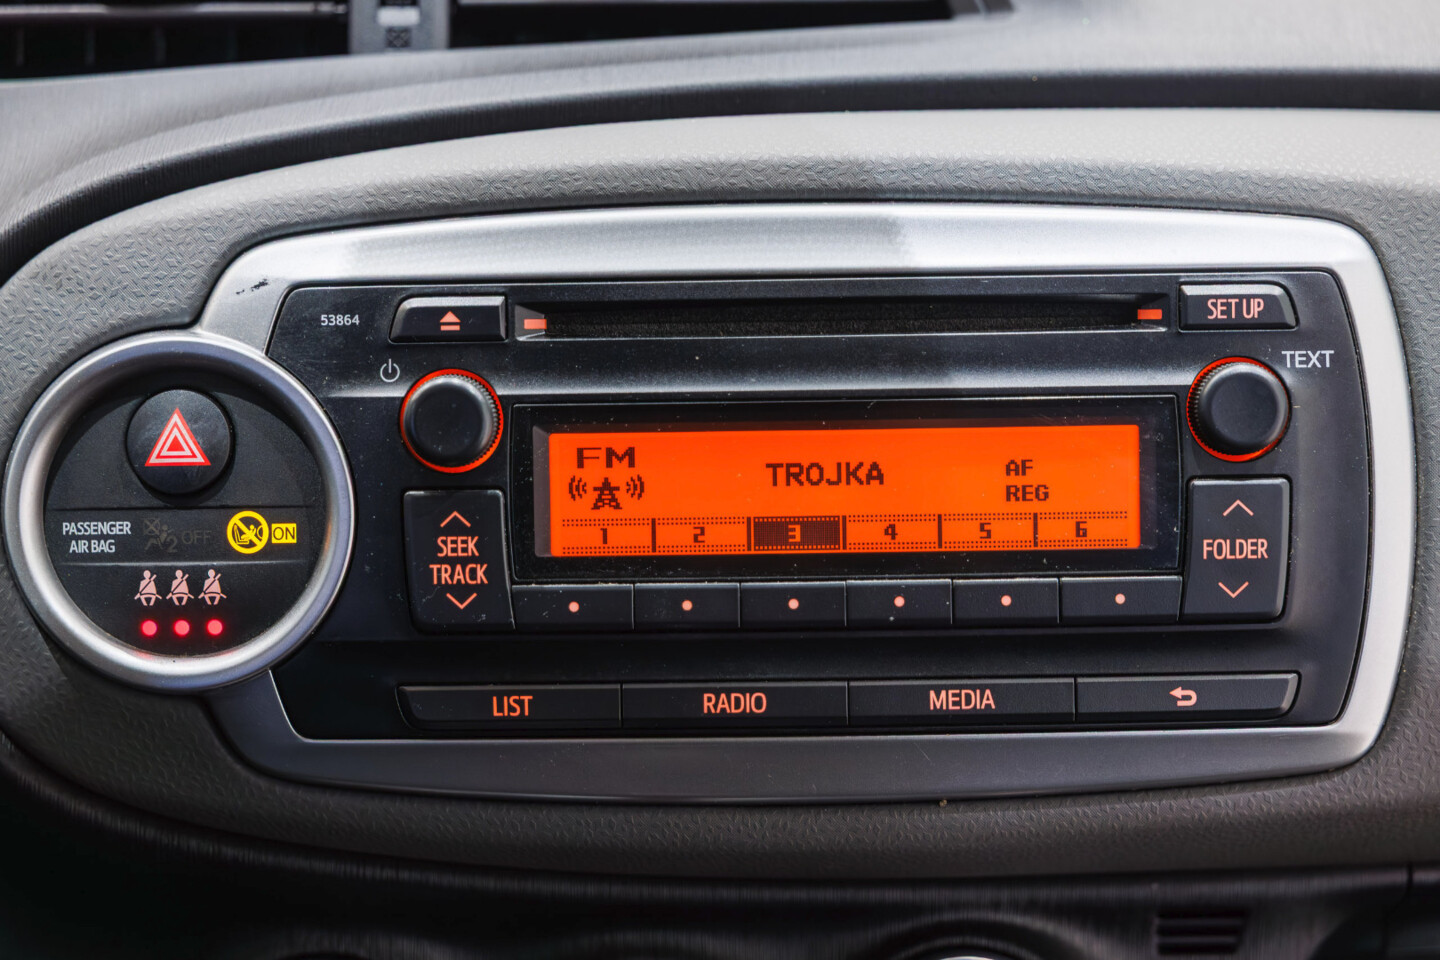 53864
SET UP
TEXT
FM
TROJKA
AF
REG
1 2 3 4 5 6
SEEK
TRACK
FOLDER
PASSENGER
AIR BAG
2 OFF
ON
LIST
RADIO
MEDIA